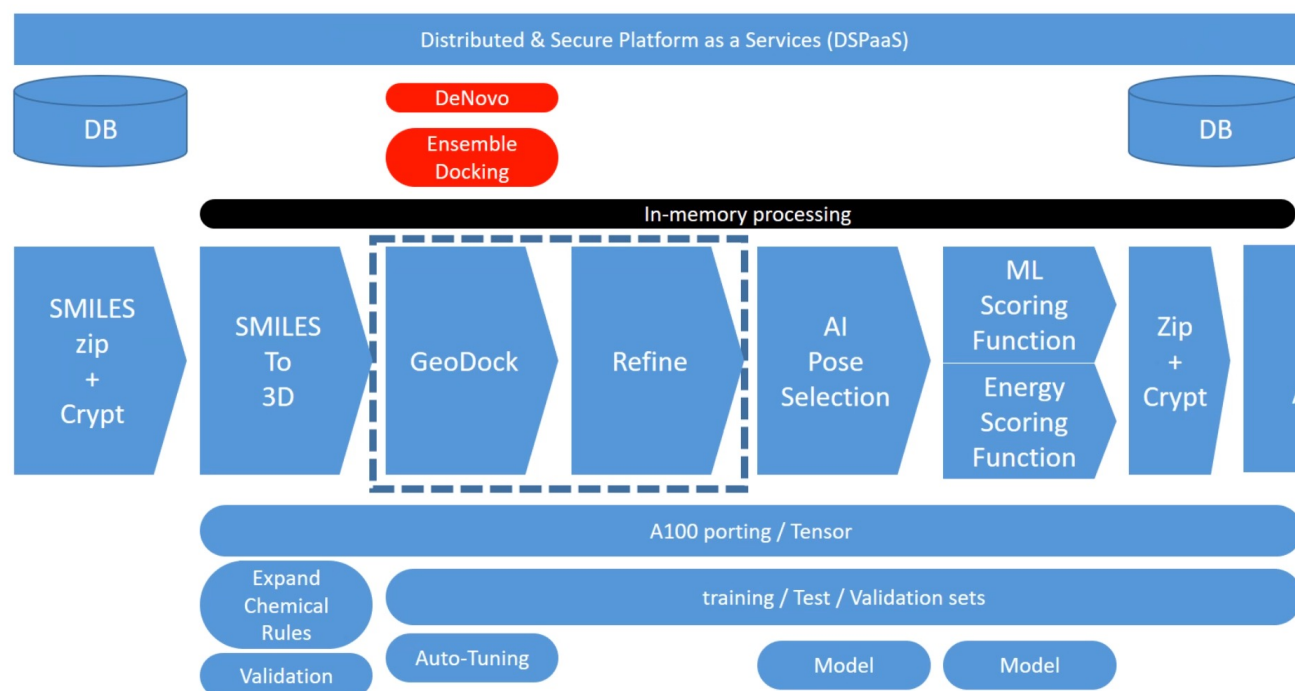 Distributed & Secure Platform as a Services (DSPaaS)
DB
DeNovo
DB
Ensemble
Docking
In-memory processing
SMILES
zip
+
Crypt
SMILES
To
3D
GeoDock
Refine
AI
Pose
Selection
ML
Scoring
Function
Energy
Scoring
Function
Zip
+
Crypt
A100 porting / Tensor
Expand
Chemical
Rules
training / Test / Validation sets
Auto-Tuning
Validation
Model
Model